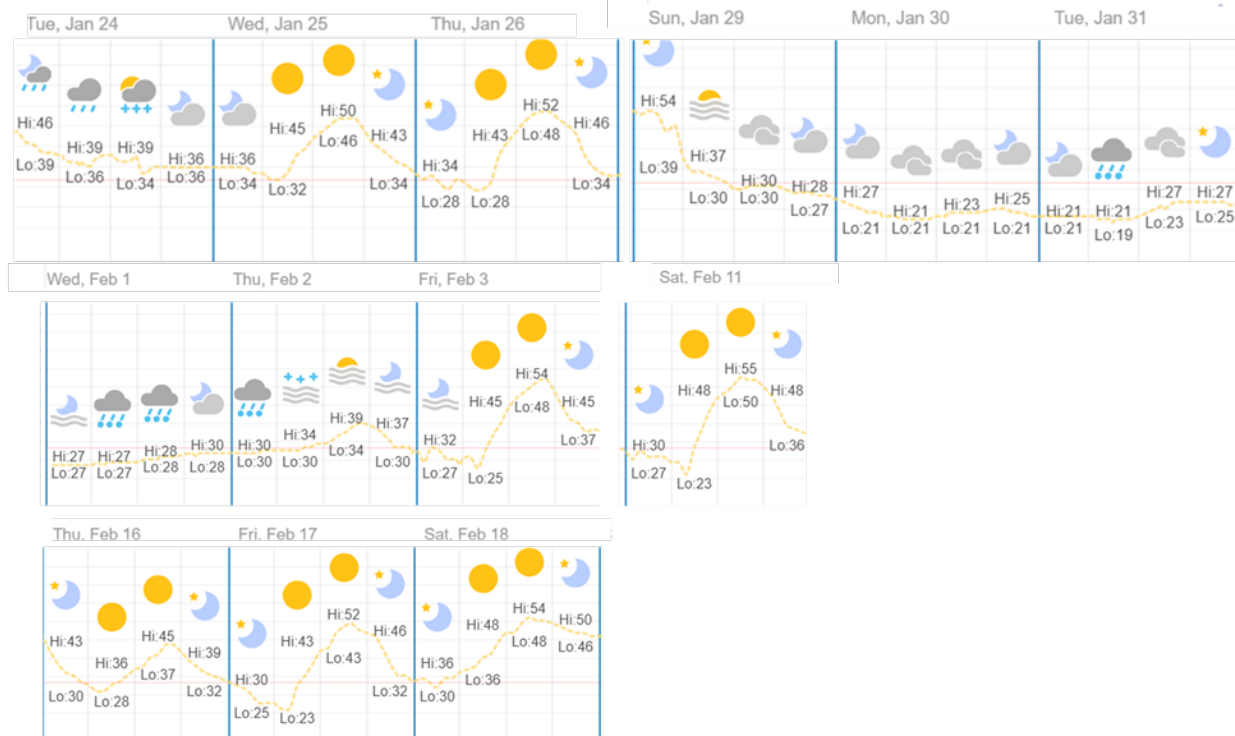 Tue, Jan 24 Wed, Jan 25 Thu, Jan 26
Hi:46 Lo:39 Hi:39 Lo:36 Hi:39 Lo:34 Hi:36 Lo:36
Hi:36 Lo:34 Hi:45 Lo:32 Hi:50 Lo:46 Hi:43 Lo:34
Hi:34 Lo:28 Hi:43 Lo:28 Hi:52 Lo:48 Hi:46 Lo:34
Sun, Jan 29 Mon, Jan 30 Tue, Jan 31
Hi:54 Lo:39 Hi:37 Lo:30 Hi:30 Lo:30 Hi:28 Lo:27
Hi:27 Lo:21 Hi:21 Lo:21 Hi:23 Lo:21 Hi:25 Lo:21
Hi:21 Lo:21 Hi:21 Lo:19 Hi:27 Lo:23 Hi:27 Lo:25
Wed, Feb 1 Thu, Feb 2 Fri, Feb 3
Hi:27 Lo:27 Hi:27 Lo:27 Hi:28 Lo:28 Hi:30 Lo:28
Hi:30 Lo:30 Hi:34 Lo:30 Hi:39 Lo:34 Hi:37 Lo:30
Hi:32 Lo:27 Hi:45 Lo:25 Hi:54 Lo:48 Hi:45 Lo:37
Sat, Feb 11
Hi:30 Lo:27 Hi:48 Lo:23 Hi:55 Lo:50 Hi:48 Lo:36
Thu, Feb 16 Fri, Feb 17 Sat, Feb 18
Hi:43 Lo:30 Hi:36 Lo:28 Hi:45 Lo:37 Hi:39 Lo:32
Hi:30 Lo:25 Hi:43 Lo:23 Hi:52 Lo:43 Hi:46 Lo:32
Hi:36 Lo:30 Hi:48 Lo:36 Hi:54 Lo:48 Hi:50 Lo:46